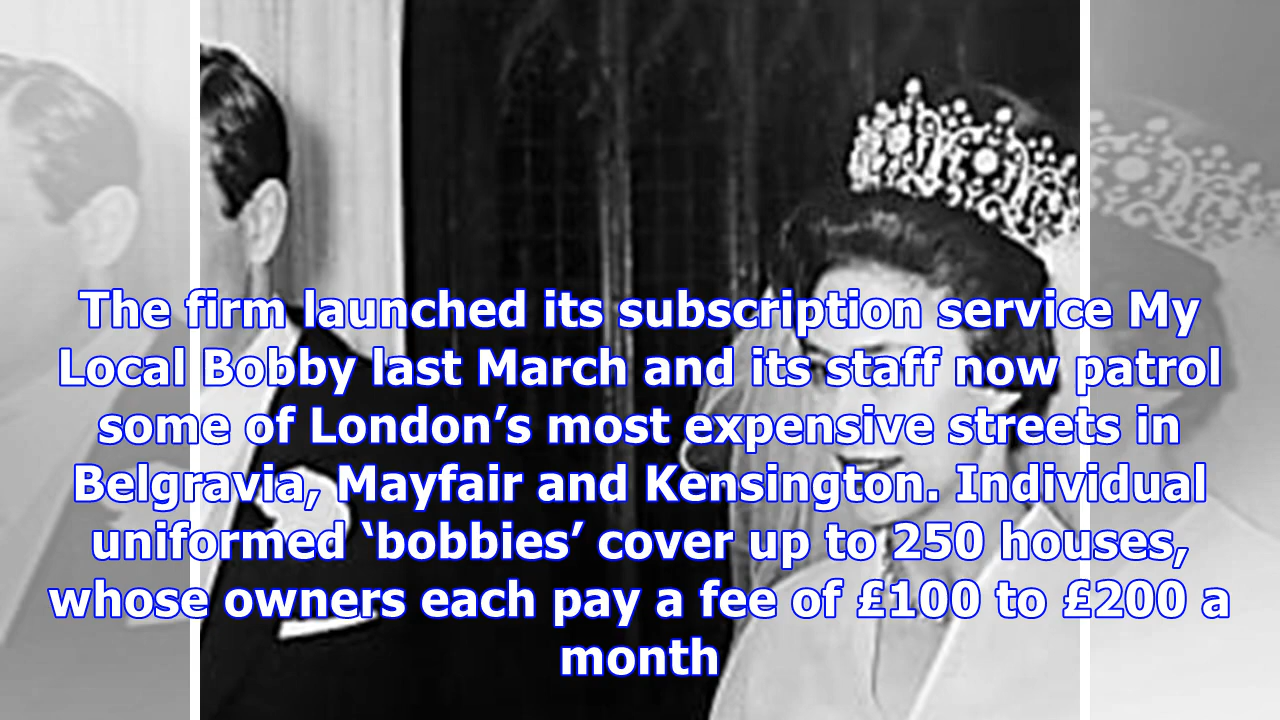 The firm launched its subscription service My
Local Bobby last March and its staff now patrol
some of London’s most expensive streets in
Belgravia, Mayfair and Kensington. Individual
uniformed ‘bobbies’ cover up to 250 houses,
whose owners each pay a fee of £100 to £200 a
month